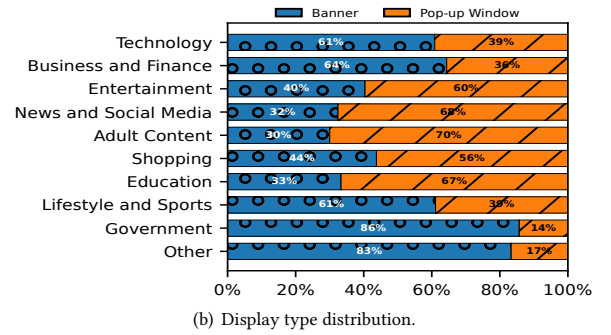 Banner Pop-up Window
Technology 61% 39%
Business and Finance 64% 36%
Entertainment 40% 60%
News and Social Media 32% 68%
Adult Content 30% 70%
Shopping 44% 56%
Education 33% 67%
Lifestyle and Sports 61% 39%
Government 86% 14%
Other 83% 17%
0% 20% 40% 60% 80% 100%
(b) Display type distribution.